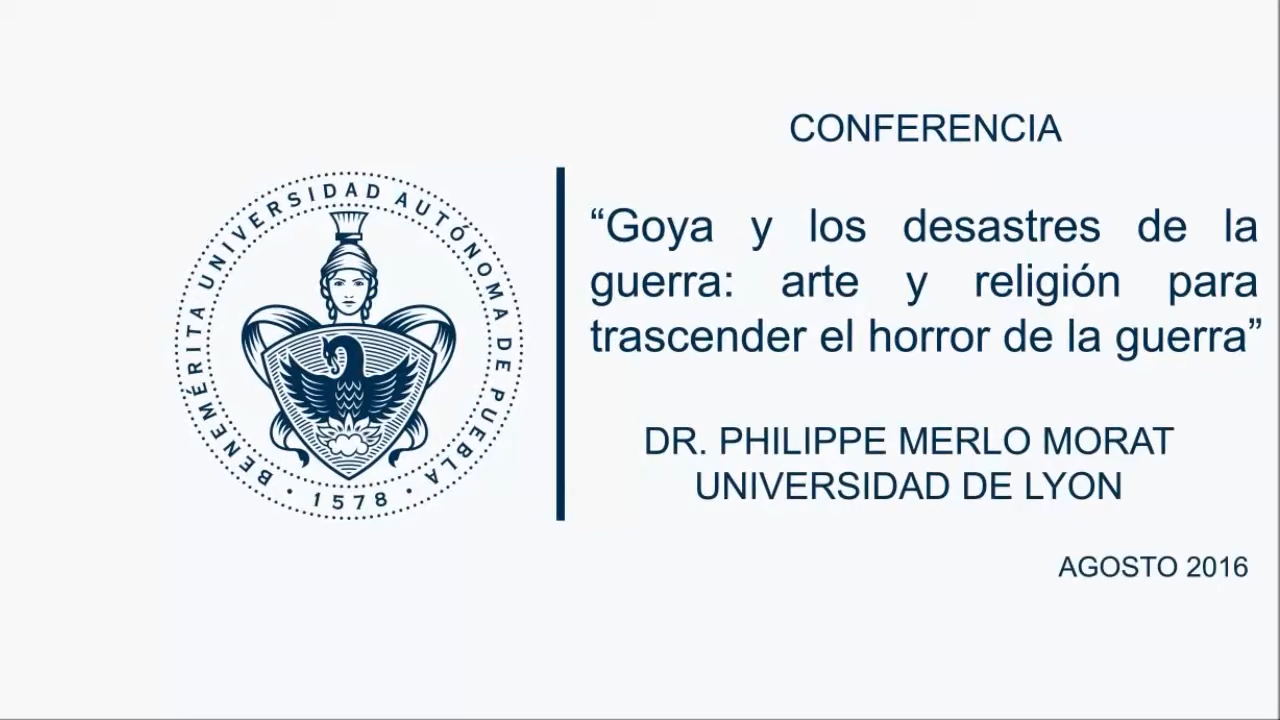 BENEMÉRITA UNIVERSIDAD AUTÓNOMA DE PUEBLA
· 1578 ·
CONFERENCIA
“Goya y los desastres de la
guerra: arte y religión para
trascender el horror de la guerra”
DR. PHILIPPE MERLO MORAT
UNIVERSIDAD DE LYON
AGOSTO 2016